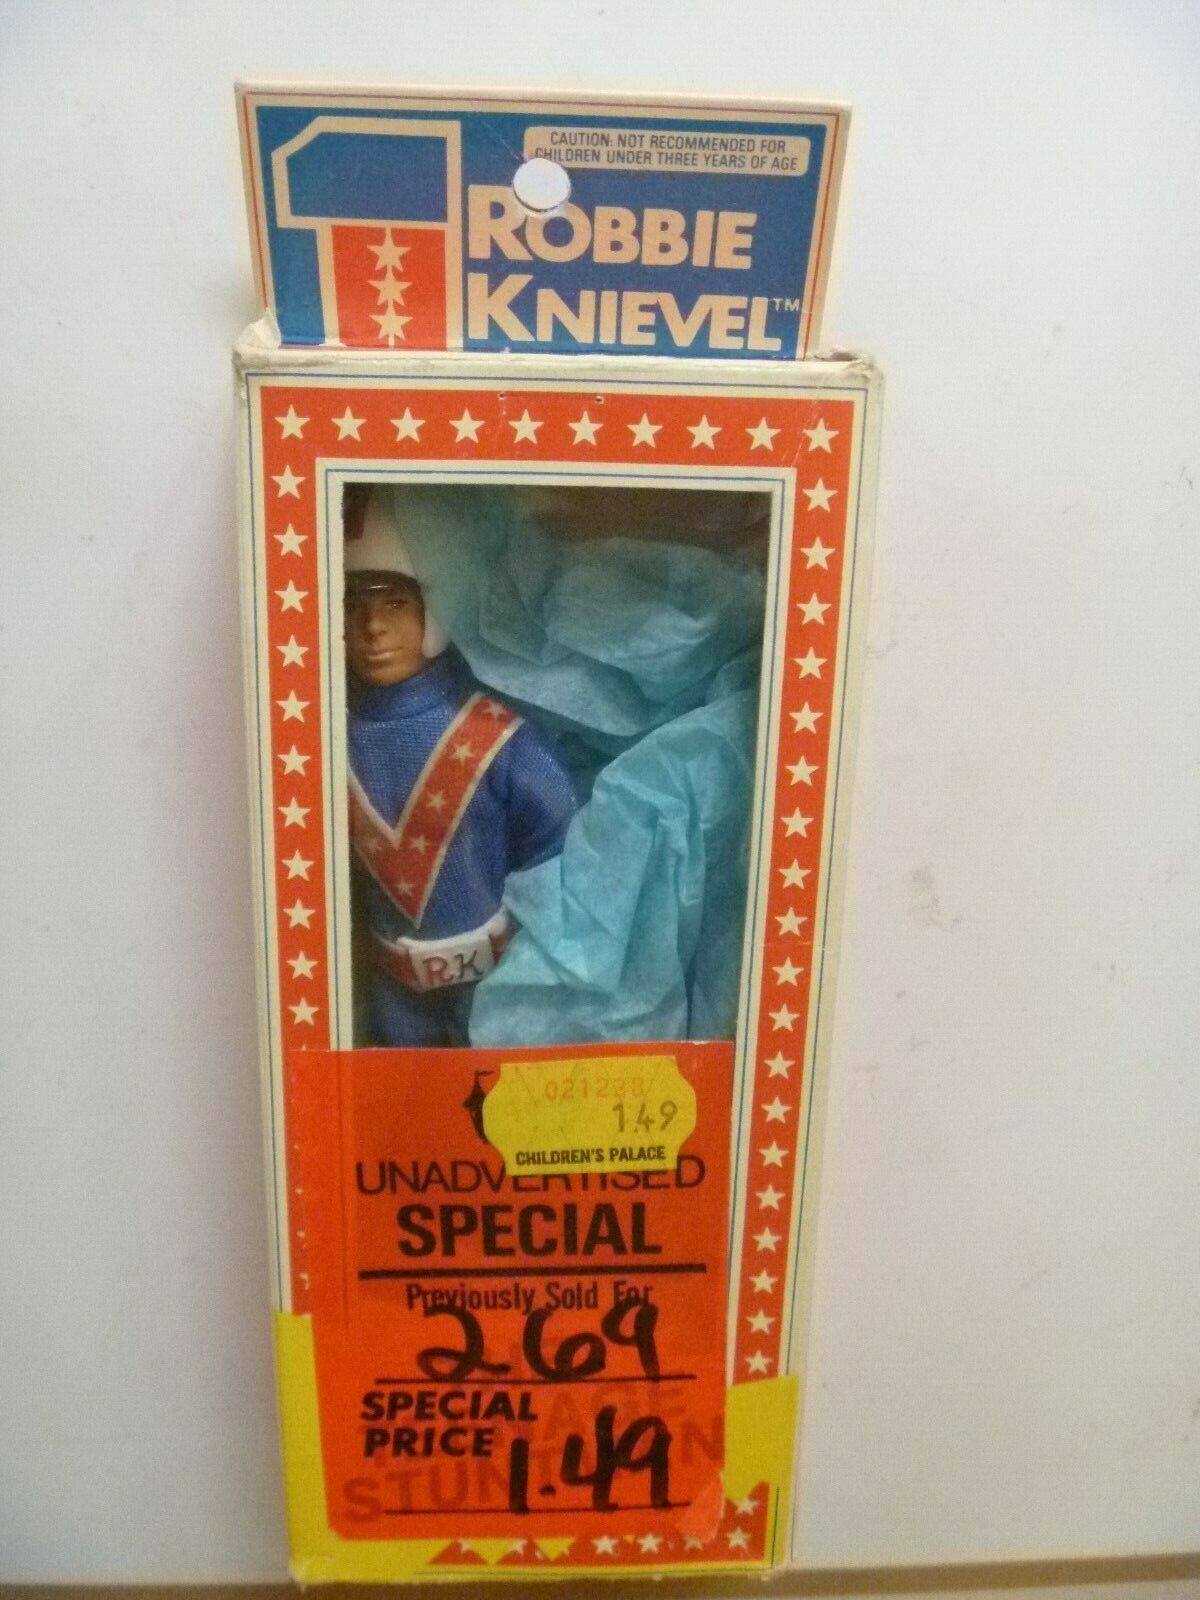 CAUTION: NOT RECOMMENDED FOR
CHILDREN UNDER THREE YEARS OF AGE
1
ROBBIE
KNIEVEL™
RK
021238
1.49
CHILDREN'S PALACE
UNADVERTISED
SPECIAL
Previously Sold For
2.69
SPECIAL
PRICE
1.49